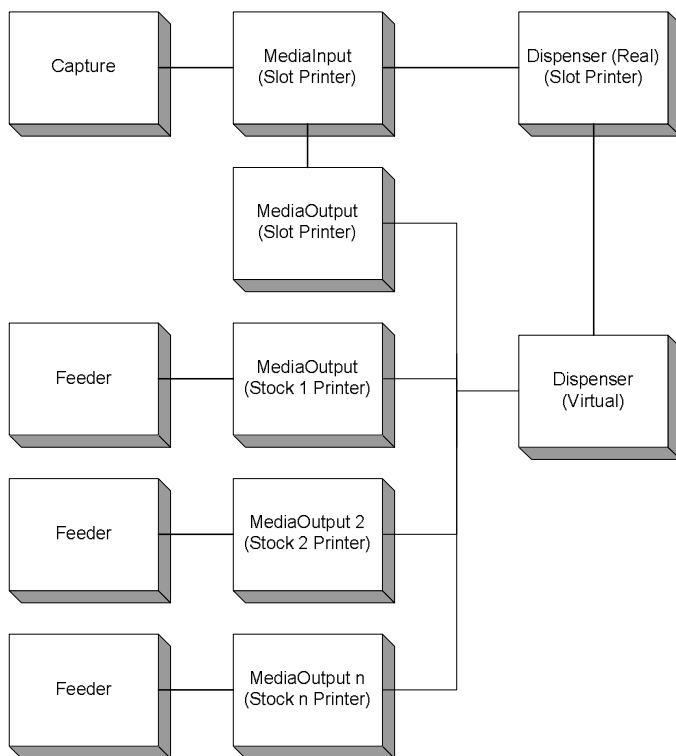 Capture
MediaInput
(Slot Printer)
Dispenser (Real)
(Slot Printer)
MediaOutput
(Slot Printer)
Feeder
MediaOutput
(Stock 1 Printer)
Dispenser
(Virtual)
Feeder
MediaOutput 2
(Stock 2 Printer)
Feeder
MediaOutput n
(Stock n Printer)